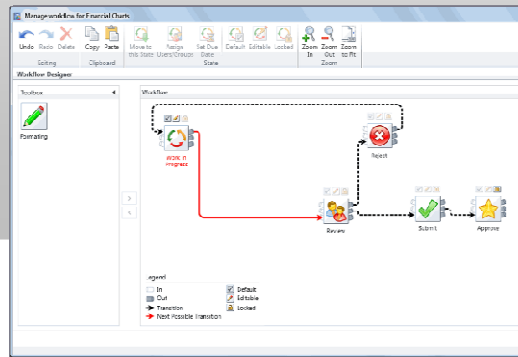 Manage workflow for Financial Charts
Undo Redo Delete Copy Paste Move to this State Assign Users/Groups Set Due Date Default Editable Locked Zoom In Zoom Out Zoom to Fit
Editing Clipboard State Zoom
Workflow Designer
Toolbox Workflow
Formatting
Work In
Progress
Reject
Review Submit Approve
Legend
In Default
Out Editable
Transition Locked
Next Possible Transition